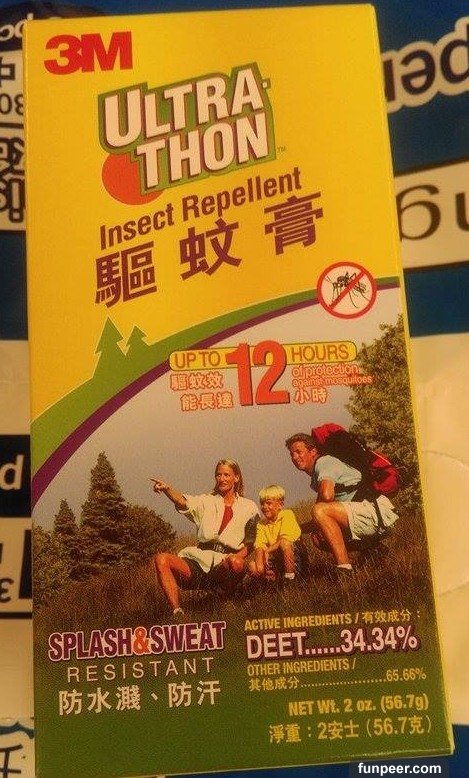 3M
ULTRA·
THON™
Insect Repellent
驅蚊膏
UP TO 12 HOURS
of protection
against mosquitoes
驅蚊效
能長達
小時
SPLASH&SWEAT
RESISTANT
防水濺、防汗
ACTIVE INGREDIENTS / 有效成分：
DEET......34.34%
OTHER INGREDIENTS /
其他成分......................65.66%
NET Wt. 2 oz. (56.7g)
淨重：2安士 (56.7克)
funpeer.com